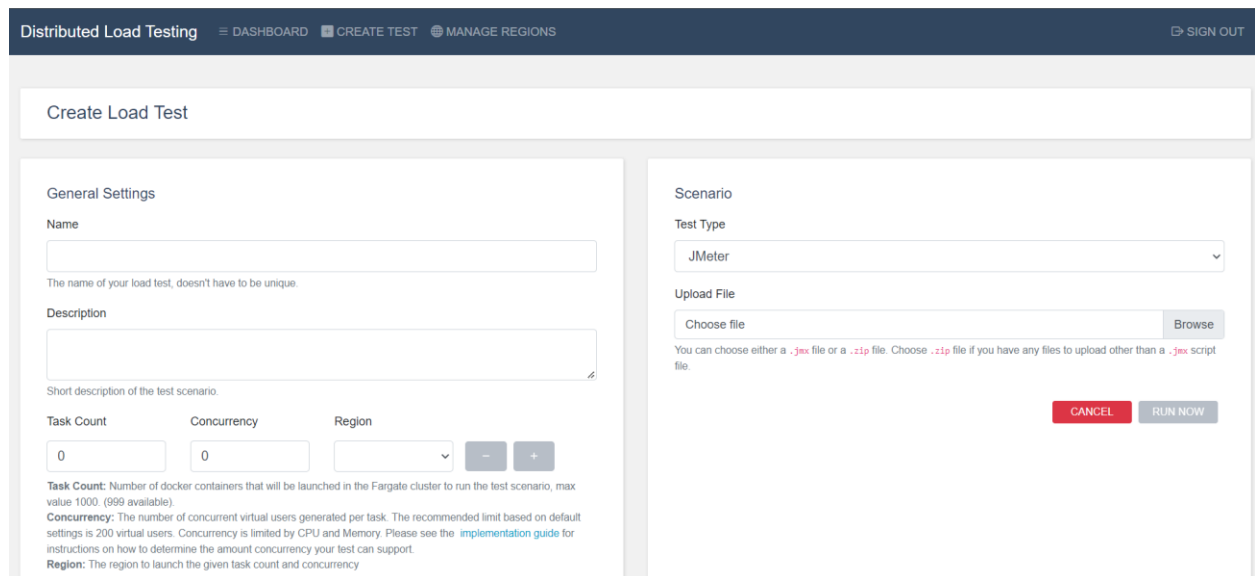 Distributed Load Testing DASHBOARD CREATE TEST MANAGE REGIONS SIGN OUT
Create Load Test
General Settings
Name
The name of your load test, doesn't have to be unique.
Description
Short description of the test scenario.
Task Count Concurrency Region
0 0 − +
Task Count: Number of docker containers that will be launched in the Fargate cluster to run the test scenario, max
value 1000. (999 available).
Concurrency: The number of concurrent virtual users generated per task. The recommended limit based on default
settings is 200 virtual users. Concurrency is limited by CPU and Memory. Please see the implementation guide for
instructions on how to determine the amount concurrency your test can support.
Region: The region to launch the given task count and concurrency
Scenario
Test Type
JMeter
Upload File
Choose file Browse
You can choose either a .jmx file or a .zip file. Choose .zip file if you have any files to upload other than a .jmx script
file.
CANCEL RUN NOW